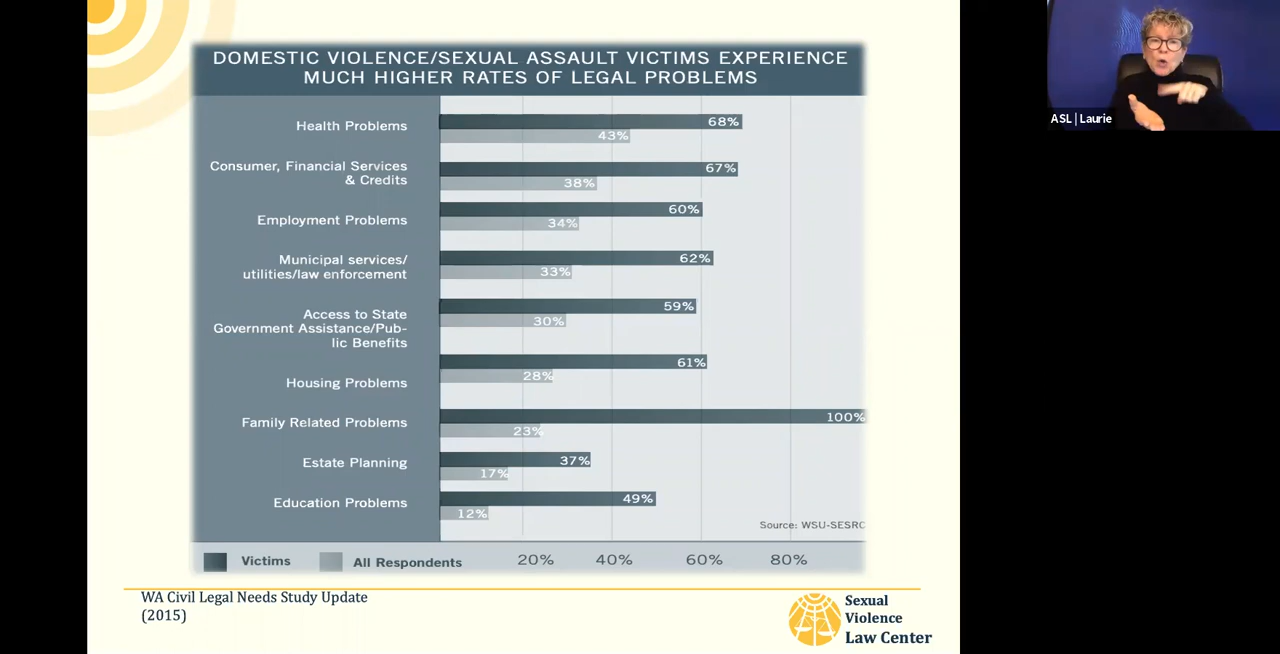 DOMESTIC VIOLENCE/SEXUAL ASSAULT VICTIMS EXPERIENCE
MUCH HIGHER RATES OF LEGAL PROBLEMS
Health Problems
68%
43%
Consumer, Financial Services
& Credits
67%
38%
Employment Problems
60%
34%
Municipal services/
utilities/law enforcement
62%
33%
Access to State
Government Assistance/Pub-
lic Benefits
59%
30%
Housing Problems
61%
28%
Family Related Problems
100%
23%
Estate Planning
37%
17%
Education Problems
49%
12%
Source: WSU-SESRC
Victims
All Respondents
20% 40% 60% 80%
WA Civil Legal Needs Study Update
(2015)
Sexual
Violence
Law Center
ASL | Laurie